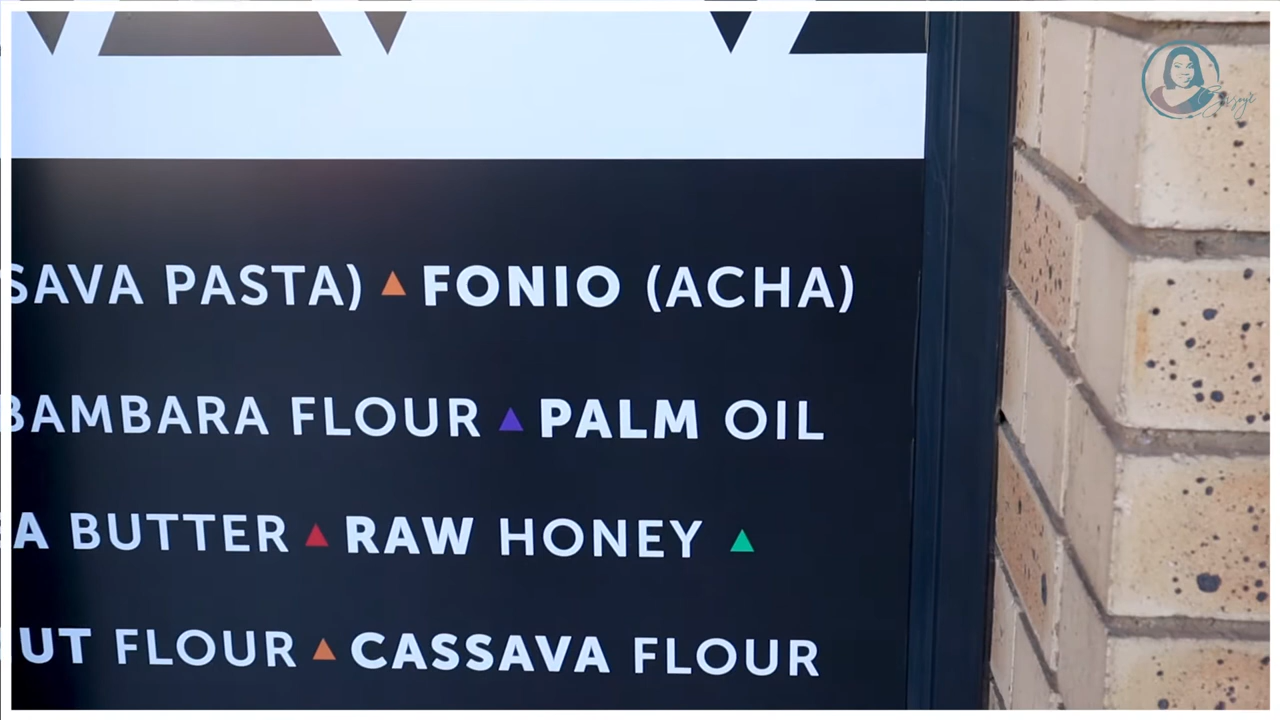 SAVA PASTA) ▲ FONIO (ACHA)
BAMBARA FLOUR ▲ PALM OIL
A BUTTER ▲ RAW HONEY ▲
UT FLOUR ▲ CASSAVA FLOUR